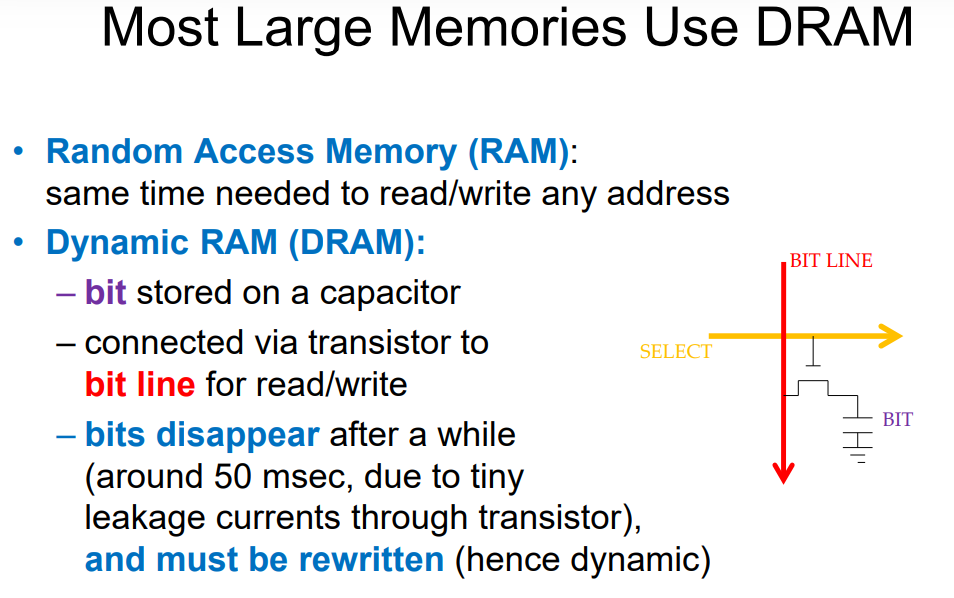 Most Large Memories Use DRAM
• Random Access Memory (RAM):
same time needed to read/write any address
• Dynamic RAM (DRAM):
– bit stored on a capacitor
– connected via transistor to
bit line for read/write
– bits disappear after a while
(around 50 msec, due to tiny
leakage currents through transistor),
and must be rewritten (hence dynamic)
BIT LINE
SELECT
BIT